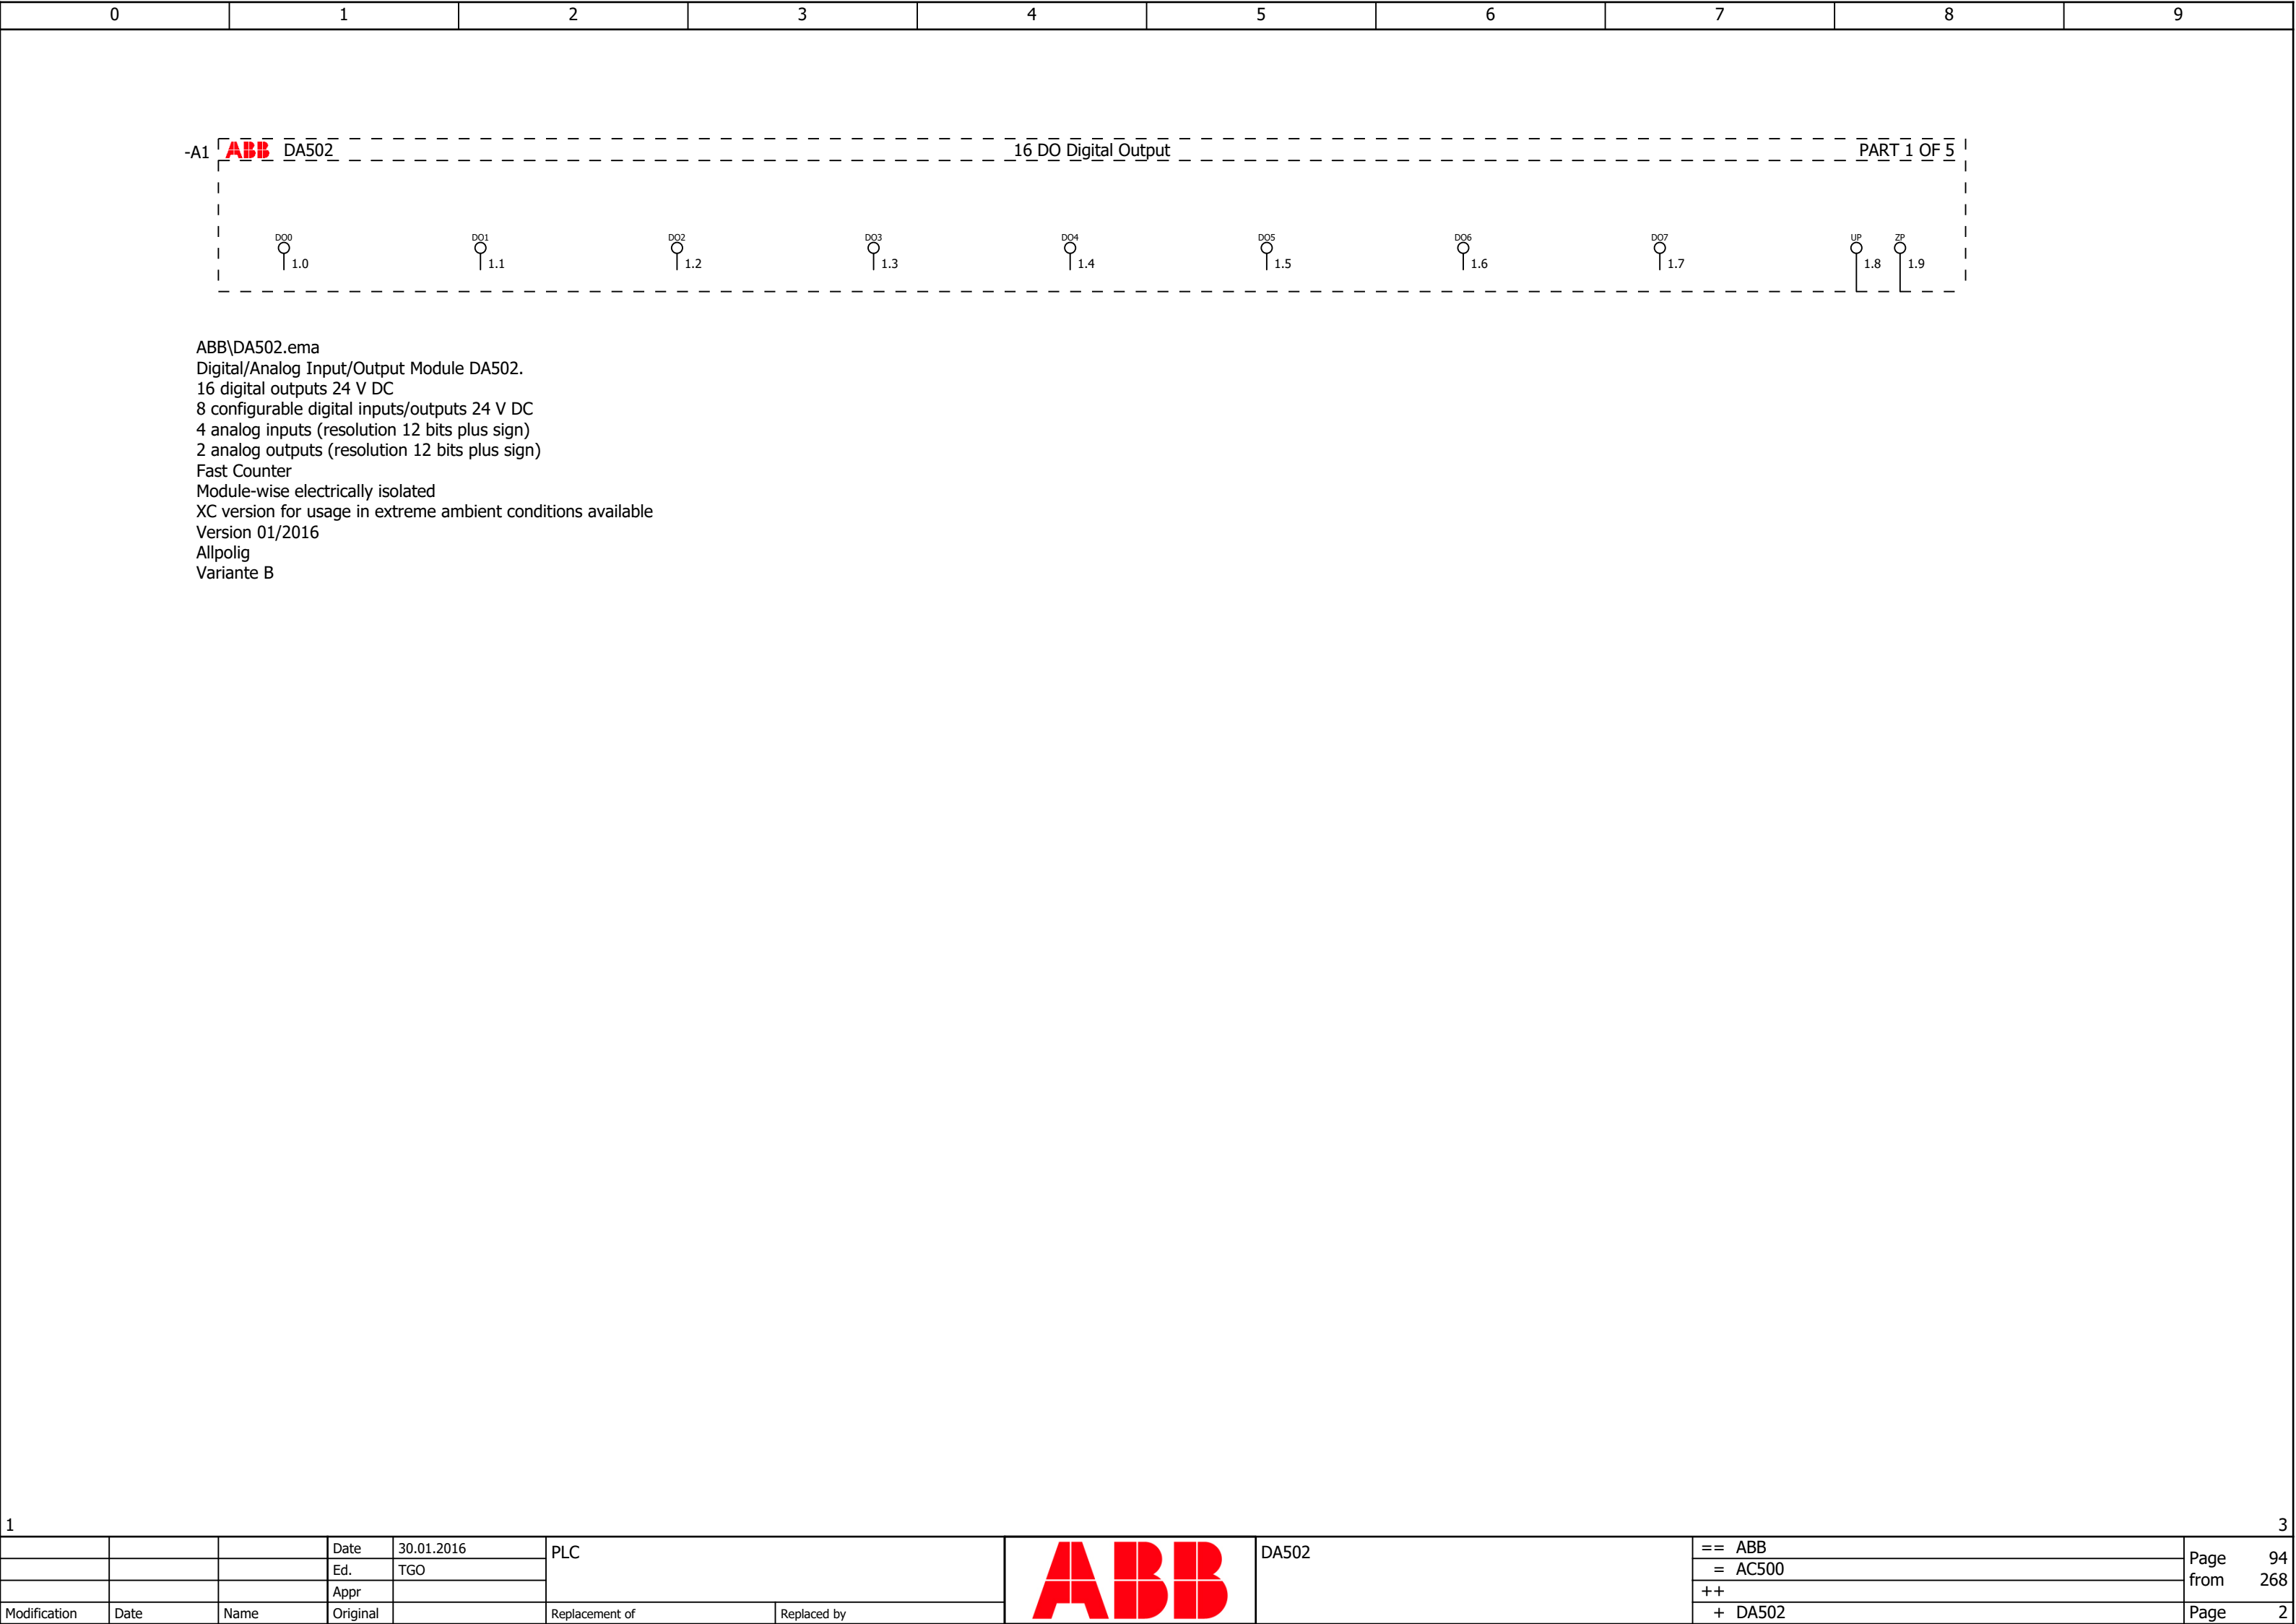 0 1 2 3 4 5 6 7 8 9
-A1 ABB DA502 16 DO Digital Output PART 1 OF 5
DO0 DO1 DO2 DO3 DO4 DO5 DO6 DO7 UP ZP
1.0 1.1 1.2 1.3 1.4 1.5 1.6 1.7 1.8 1.9
ABB\DA502.ema
Digital/Analog Input/Output Module DA502.
16 digital outputs 24 V DC
8 configurable digital inputs/outputs 24 V DC
4 analog inputs (resolution 12 bits plus sign)
2 analog outputs (resolution 12 bits plus sign)
Fast Counter
Module-wise electrically isolated
XC version for usage in extreme ambient conditions available
Version 01/2016
Allpolig
Variante B
1 3
Date 30.01.2016 PLC ABB DA502 == ABB Page 94
Ed. TGO = AC500 from 268
Appr ++
Modification Date Name Original Replacement of Replaced by + DA502 Page 2